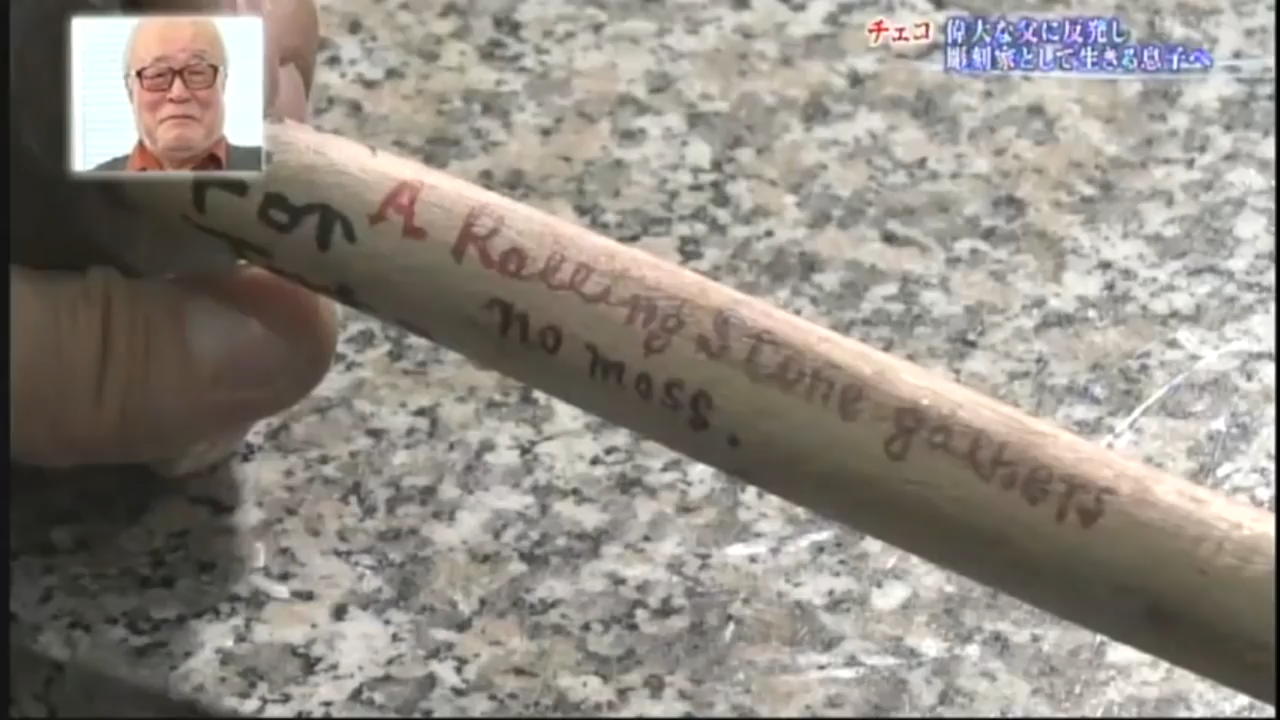 チェコ 偉大な父に反発し
彫刻家として生きる息子へ
For
A Rolling Stone gathers
no moss.